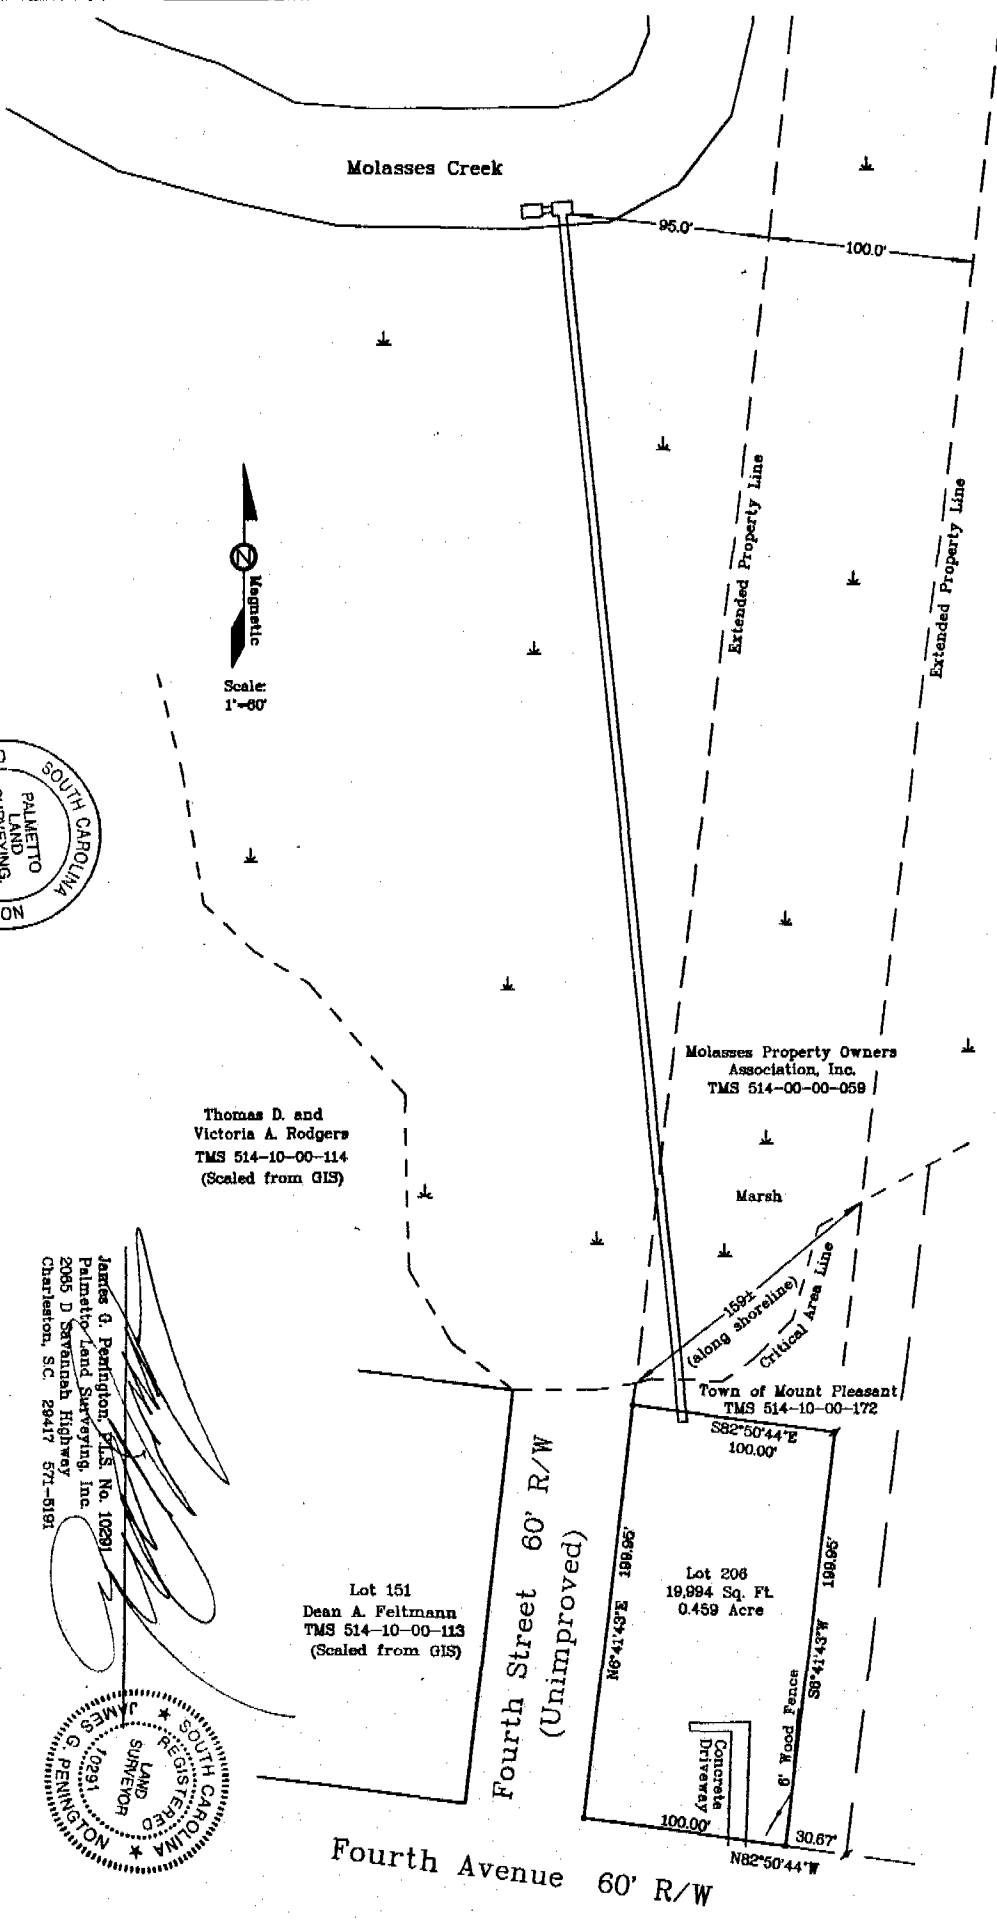 Molasses Creek
95.0'
100.0'
Extended Property Line
Extended Property Line
Magnetic
Scale:
1"=60'
SOUTH CAROLINA
PALMETTO
LAND
SURVEYING,
Molasses Property Owners
Association, Inc.
TMS 514-00-00-059
Thomas D. and
Victoria A. Rodgers
TMS 514-10-00-114
(Scaled from GIS)
Marsh
159±
(along shoreline)
Critical Area Line
Town of Mount Pleasant
TMS 514-10-00-172
S82°50'44"E
100.00'
James G. Penington, P.L.S. No. 10291
Palmetto Land Surveying, Inc.
2065 D Savannah Highway
Charleston, S.C. 29417 571-5191
Fourth Street 60' R/W
(Unimproved)
N6°41'43"E 199.95'
Lot 206
19,994 Sq. Ft.
0.459 Acre
S6°41'43"W 199.95'
Lot 151
Dean A. Feltmann
TMS 514-10-00-113
(Scaled from GIS)
6' Wood Fence
Concrete
Driveway
100.00'
30.67'
N82°50'44"W
Fourth Avenue 60' R/W
SOUTH CAROLINA
REGISTERED
LAND
SURVEYOR
10291
JAMES G. PENINGTON